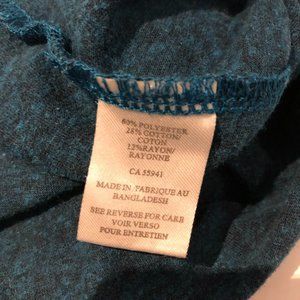 60% POLYESTER
28% COTTON/
COTON
12%RAYON/
RAYONNE
CA 55941
MADE IN / FABRIQUE AU
BANGLADESH
SEE REVERSE FOR CARE
VOIR VERSO
POUR ENTRETIEN